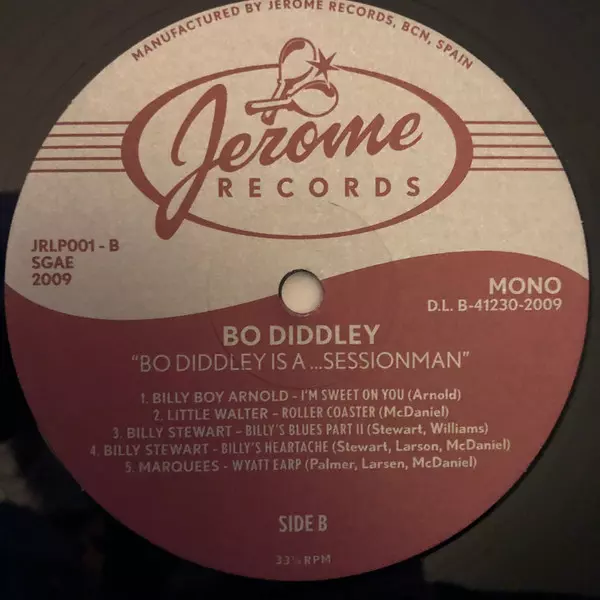 MANUFACTURED BY JEROME RECORDS, BCN, SPAIN
Jerome
RECORDS
JRLP001 - B
SGAE
2009
MONO
D.L. B-41230-2009
BO DIDDLEY
“BO DIDDLEY IS A ...SESSIONMAN”
1. BILLY BOY ARNOLD - I'M SWEET ON YOU (Arnold)
2. LITTLE WALTER - ROLLER COASTER (McDaniel)
3. BILLY STEWART - BILLY'S BLUES PART II (Stewart, Williams)
4. BILLY STEWART - BILLY'S HEARTACHE (Stewart, Larson, McDaniel)
5. MARQUEES - WYATT EARP (Palmer, Larsen, McDaniel)
SIDE B
33⅓ RPM